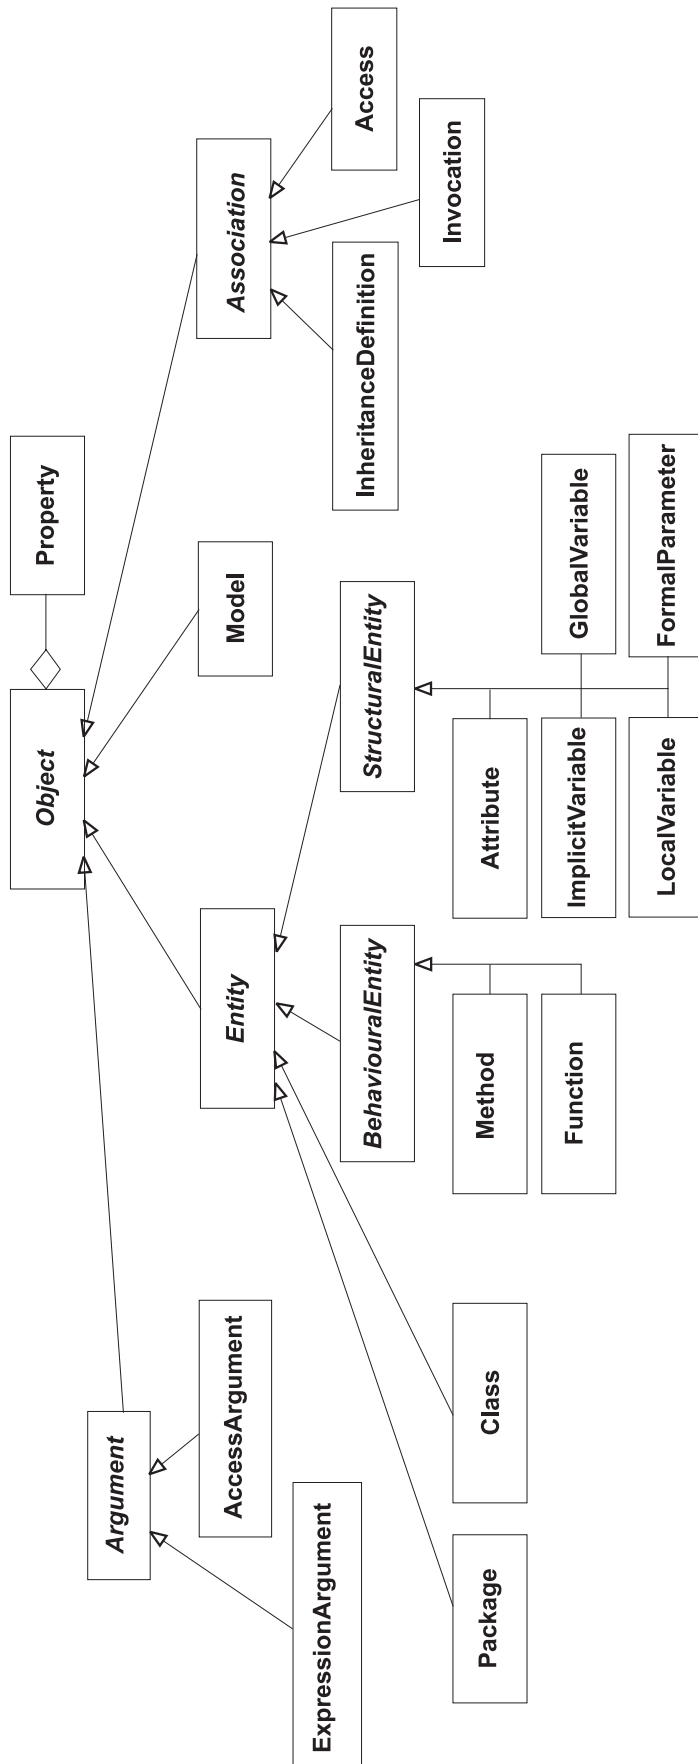 Object
Property
Argument
Entity
Model
Association
AccessArgument
ExpressionArgument
BehaviouralEntity
StructuralEntity
InheritanceDefinition
Access
Invocation
Package
Class
Method
Function
Attribute
ImplicitVariable
GlobalVariable
LocalVariable
FormalParameter